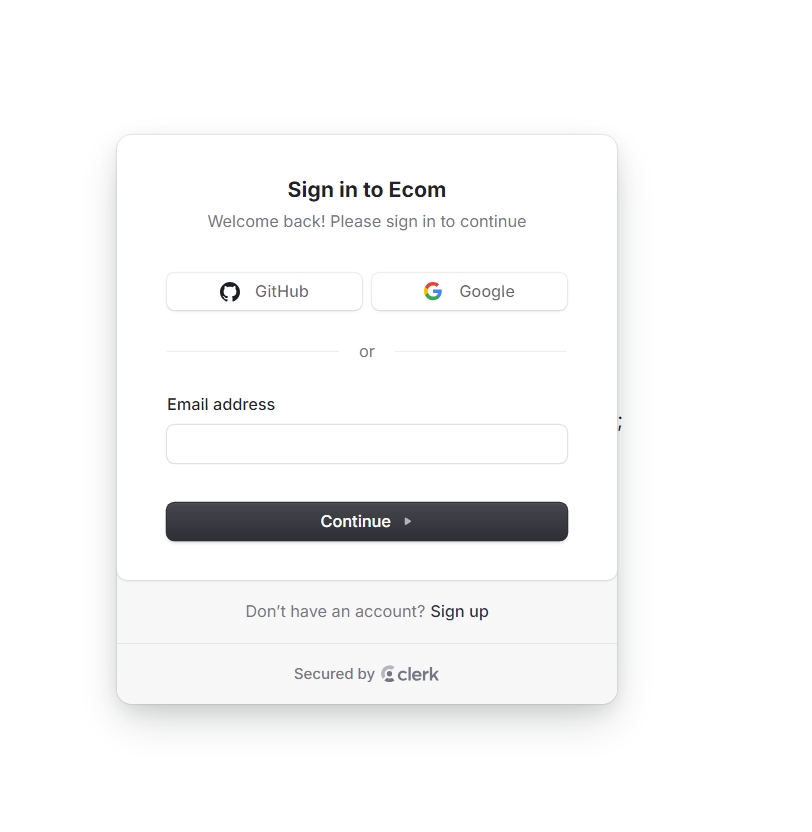 Sign in to Ecom
Welcome back! Please sign in to continue
GitHub
Google
or
Email address
;
Continue
Don’t have an account? Sign up
Secured by clerk